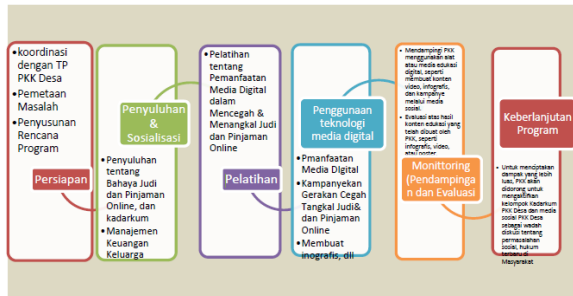 •koordinasi
dengan TP
PKK Desa
•Pemetaan
Masalah
•Penyusunan
Rencana
Program
Persiapan
Penyuluhan
&
Sosialisasi
•Penyuluhan
tentang
Bahaya Judi
dan Pinjaman
Online, dan
kadarkum
•Manajemen
Keuangan
Keluarga
•Pelatihan
tentang
Pemanfaatan
Media Digital
dalam
Mencegah &
Menangkal Judi
dan Pinjaman
Online
Pelatihan
Penggunaan
teknologi
media digital
•Pmanfaatan
Media DIgital
•Kampanyekan
Gerakan Cegah
Tangkal Judi&
dan Pinjaman
Online
•Membuat
inografis, dll
•Mendampingi PKK
menggunakan alat
atau media edukasi
digital, seperti
membuat konten
video, infografis,
dan kampanye
melalui media
sosial.
•Evaluasi atas hasil
konten edukasi yang
telah dibuat oleh
PKK, seperti
infografis, video,
atau poster
Monittoring
(Pendampinga
n dan Evaluasi
Keberlanjutan
Program
•Untuk menciptakan
dampak yang lebih
luas, PKK akan
didorong untuk
mengaktifkan
kelompok Kadarkum
PKK Desa dan media
sosial PKK Desa
sebagai wadah
diskusi tentang
permasalahan
sosial, hukum
terbaru di
Masyarakat